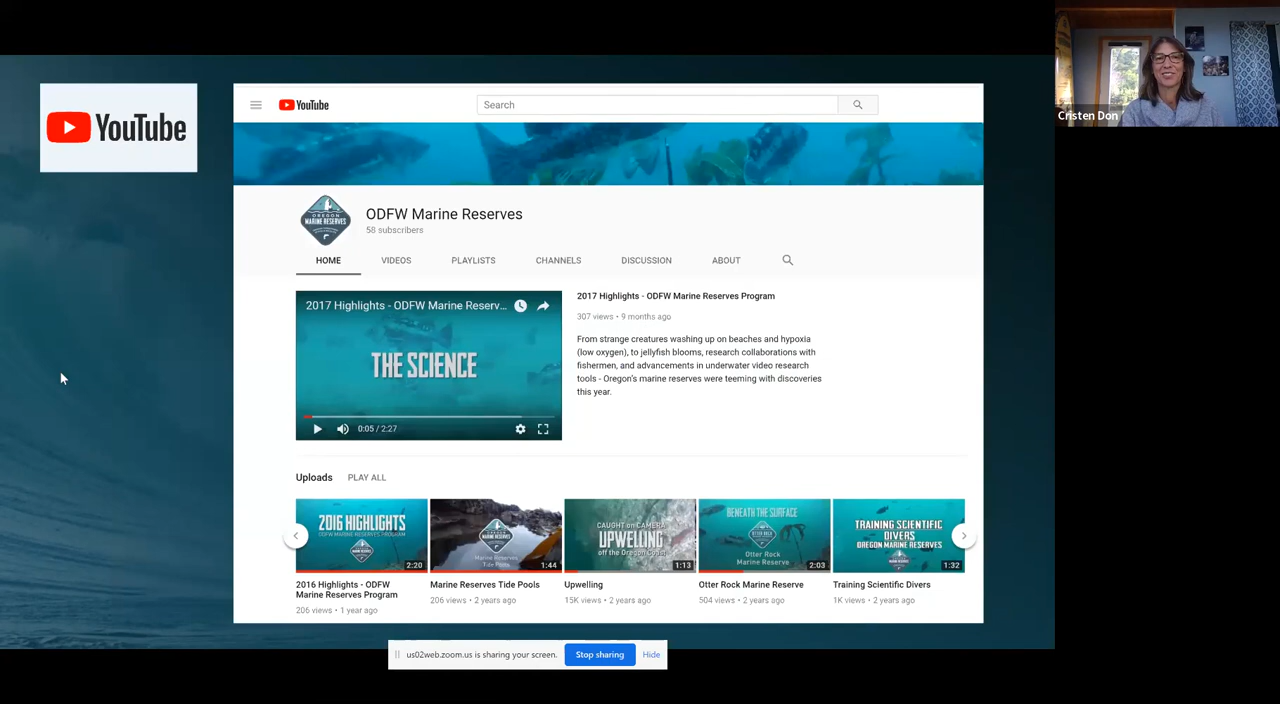 YouTube
YouTube
Search
Cristen Don
OREGON
MARINE RESERVES
ODFW Marine Reserves
58 subscribers
HOME
VIDEOS
PLAYLISTS
CHANNELS
DISCUSSION
ABOUT
2017 Highlights - ODFW Marine Reserv...
THE SCIENCE
0:05 / 2:27
2017 Highlights - ODFW Marine Reserves Program
307 views • 9 months ago
From strange creatures washing up on beaches and hypoxia
(low oxygen), to jellyfish blooms, research collaborations with
fishermen, and advancements in underwater video research
tools - Oregon's marine reserves were teeming with discoveries
this year.
Uploads
PLAY ALL
2016 HIGHLIGHTS
ODFW MARINE RESERVES PROGRAM
2:20
2016 Highlights - ODFW
Marine Reserves Program
206 views • 1 year ago
Marine Reserves
Tide Pools
1:44
Marine Reserves Tide Pools
206 views • 2 years ago
CAUGHT on CAMERA
UPWELLING
off the Oregon Coast
1:13
Upwelling
15K views • 2 years ago
BENEATH THE SURFACE
Otter Rock
Marine Reserve
2:03
Otter Rock Marine Reserve
504 views • 2 years ago
TRAINING SCIENTIFIC
DIVERS
OREGON MARINE RESERVES
1:32
Training Scientific Divers
1K views • 2 years ago
us02web.zoom.us is sharing your screen.
Stop sharing
Hide